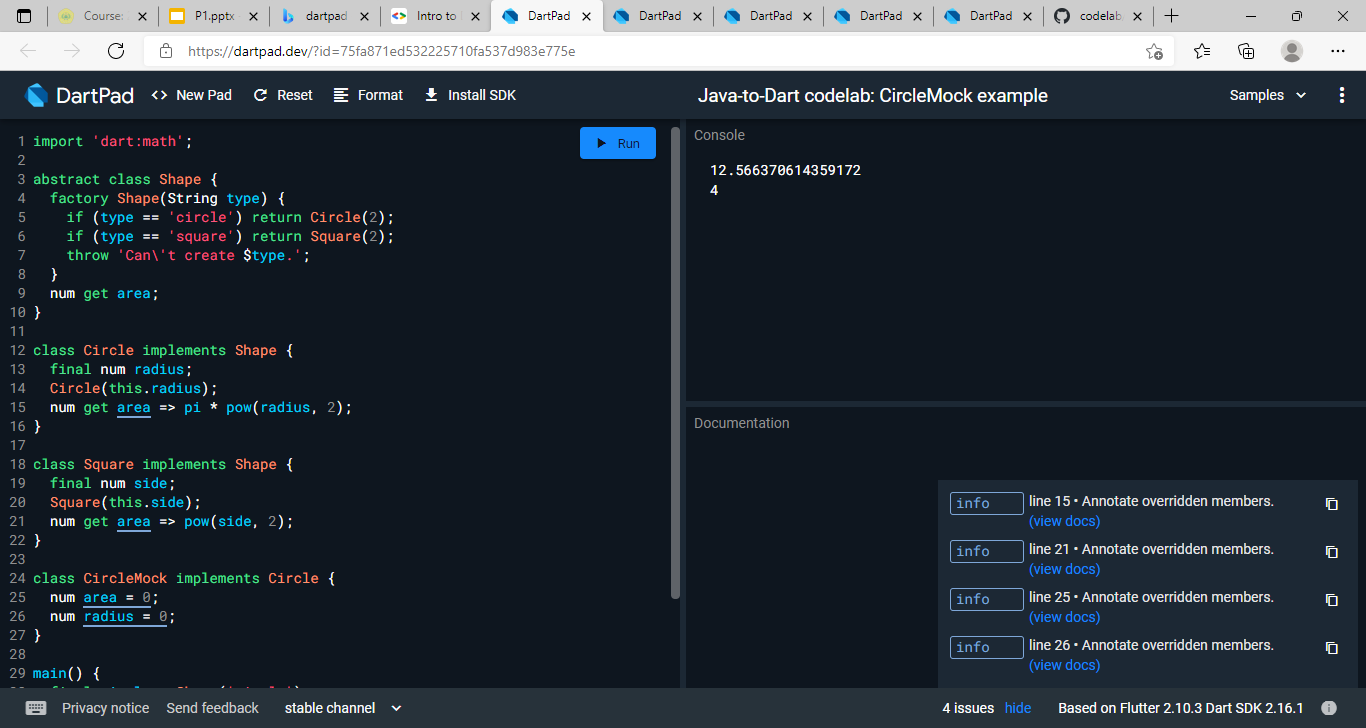 Course:
P1.pptx
dartpad
Intro to
DartPad
DartPad
DartPad
DartPad
DartPad
codelab
https://dartpad.dev/?id=75fa871ed532225710fa537d983e775e
DartPad
<> New Pad
Reset
Format
Install SDK
Java-to-Dart codelab: CircleMock example
Samples
Run
1 import 'dart:math';
2
3 abstract class Shape {
4 factory Shape(String type) {
5 if (type == 'circle') return Circle(2);
6 if (type == 'square') return Square(2);
7 throw 'Can\'t create $type.';
8 }
9 num get area;
10 }
11
12 class Circle implements Shape {
13 final num radius;
14 Circle(this.radius);
15 num get area => pi * pow(radius, 2);
16 }
17
18 class Square implements Shape {
19 final num side;
20 Square(this.side);
21 num get area => pow(side, 2);
22 }
23
24 class CircleMock implements Circle {
25 num area = 0;
26 num radius = 0;
27 }
28
29 main() {
Console
12.566370614359172
4
Documentation
info line 15 • Annotate overridden members.
(view docs)
info line 21 • Annotate overridden members.
(view docs)
info line 25 • Annotate overridden members.
(view docs)
info line 26 • Annotate overridden members.
(view docs)
Privacy notice
Send feedback
stable channel
4 issues hide
Based on Flutter 2.10.3 Dart SDK 2.16.1